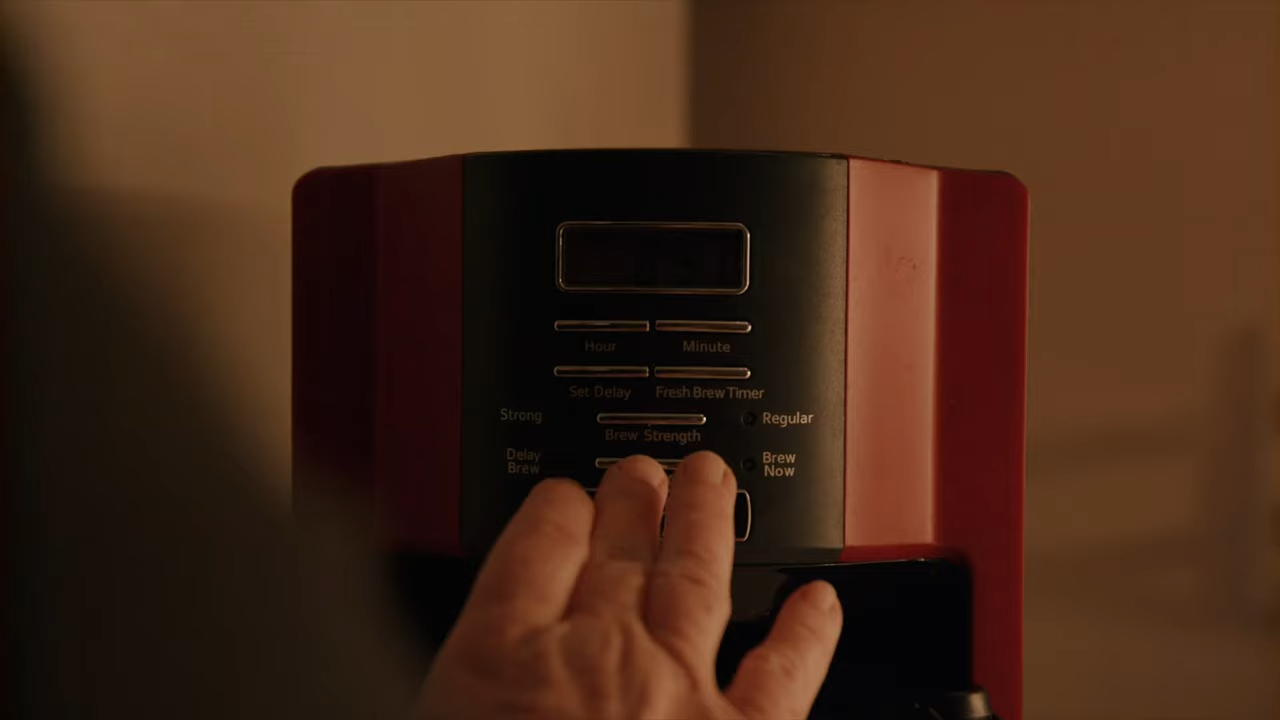 Hour Minute
Set Delay Fresh Brew Timer
Strong Regular
Brew Strength
Delay Brew
Brew Now